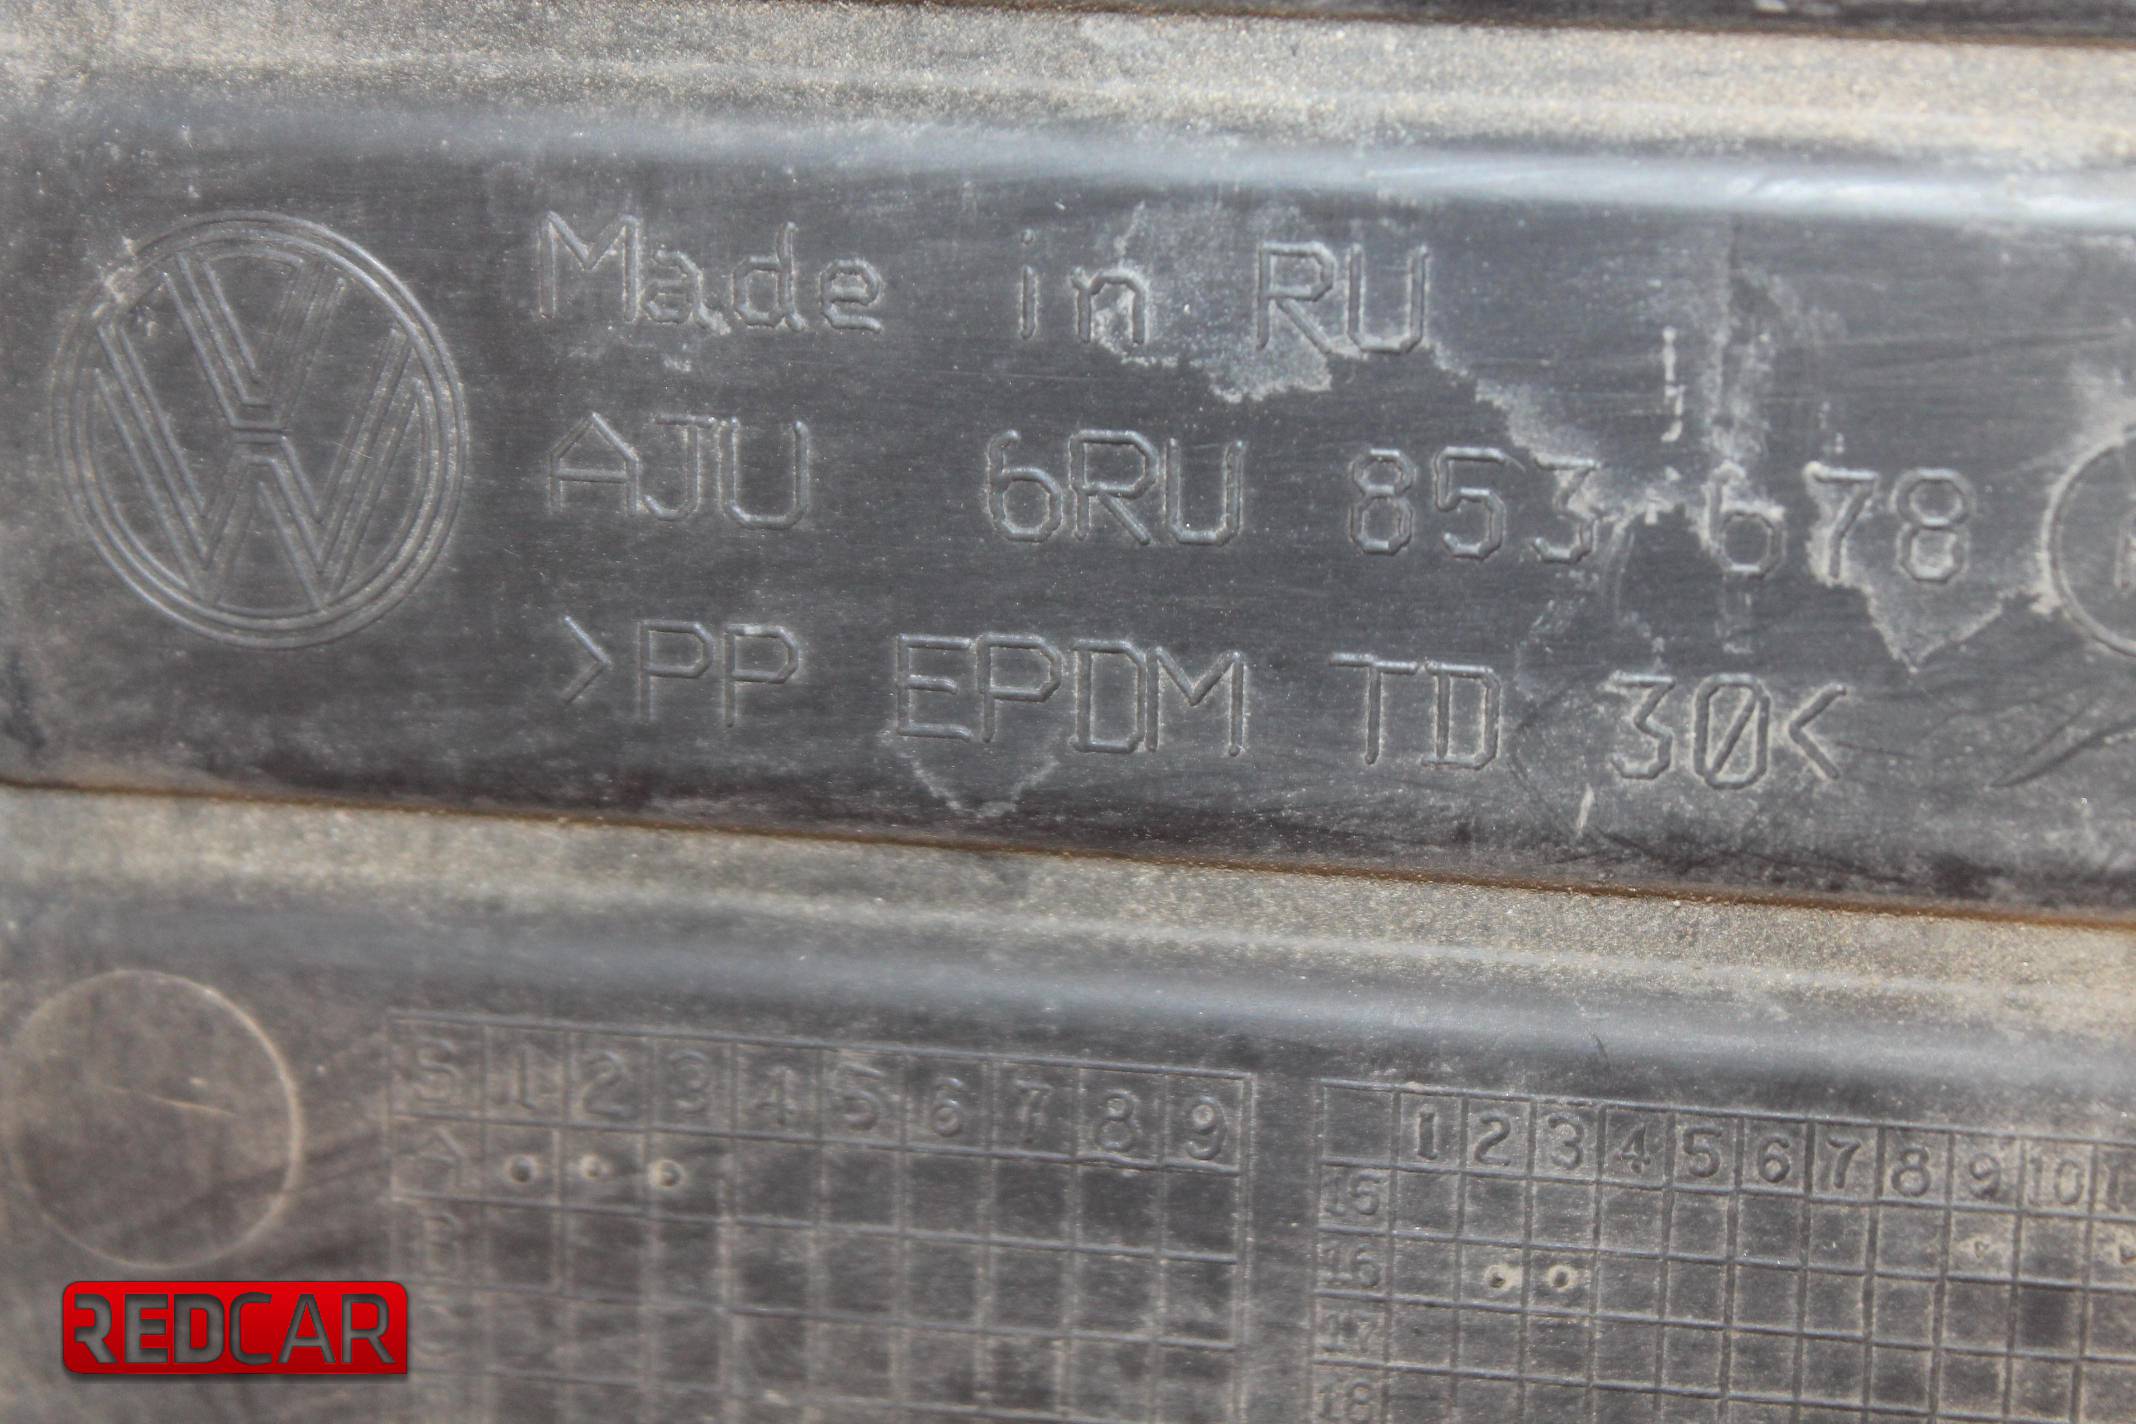 Made in RU
AJU 6RU 853 678
>PP EPDM TD 30<
S 1 2 3 4 5 6 7 8 9
A
B
C
1 2 3 4 5 6 7 8 9 10
15
16
17
18
REDCAR